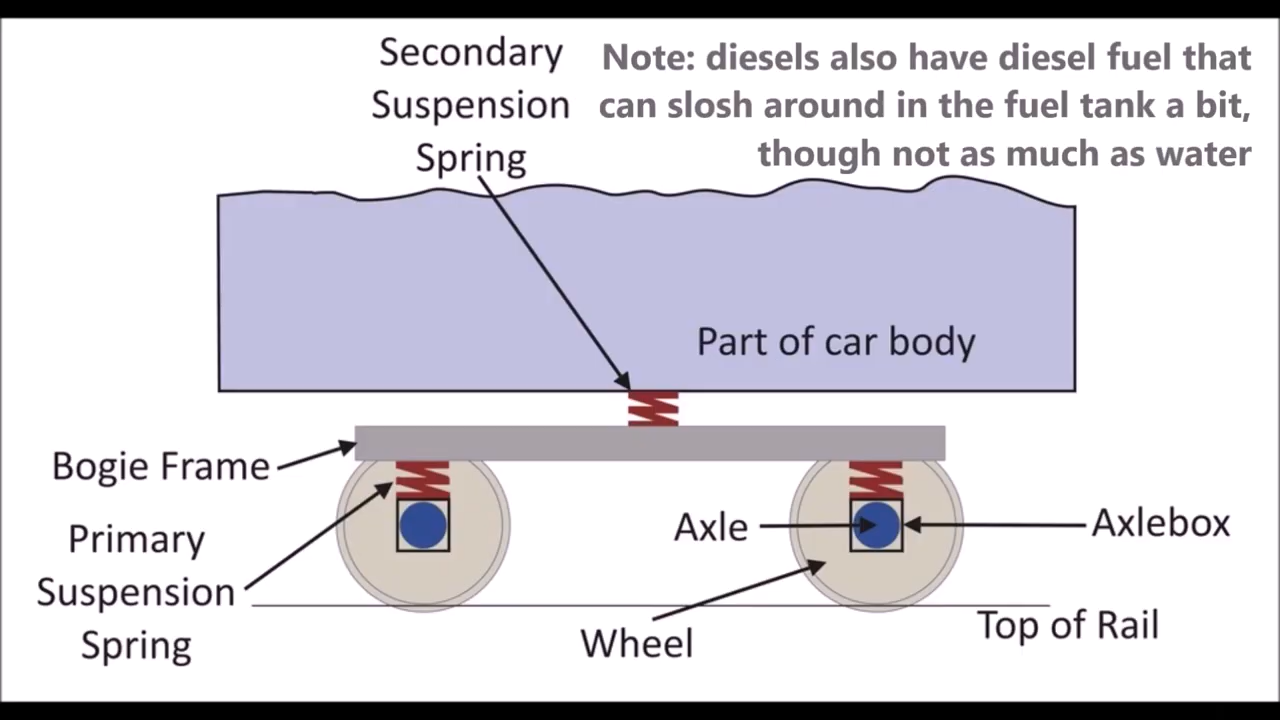 Secondary
Suspension
Spring
Note: diesels also have diesel fuel that
can slosh around in the fuel tank a bit,
though not as much as water
Part of car body
Bogie Frame
Primary
Suspension
Spring
Axle
Axlebox
Wheel
Top of Rail